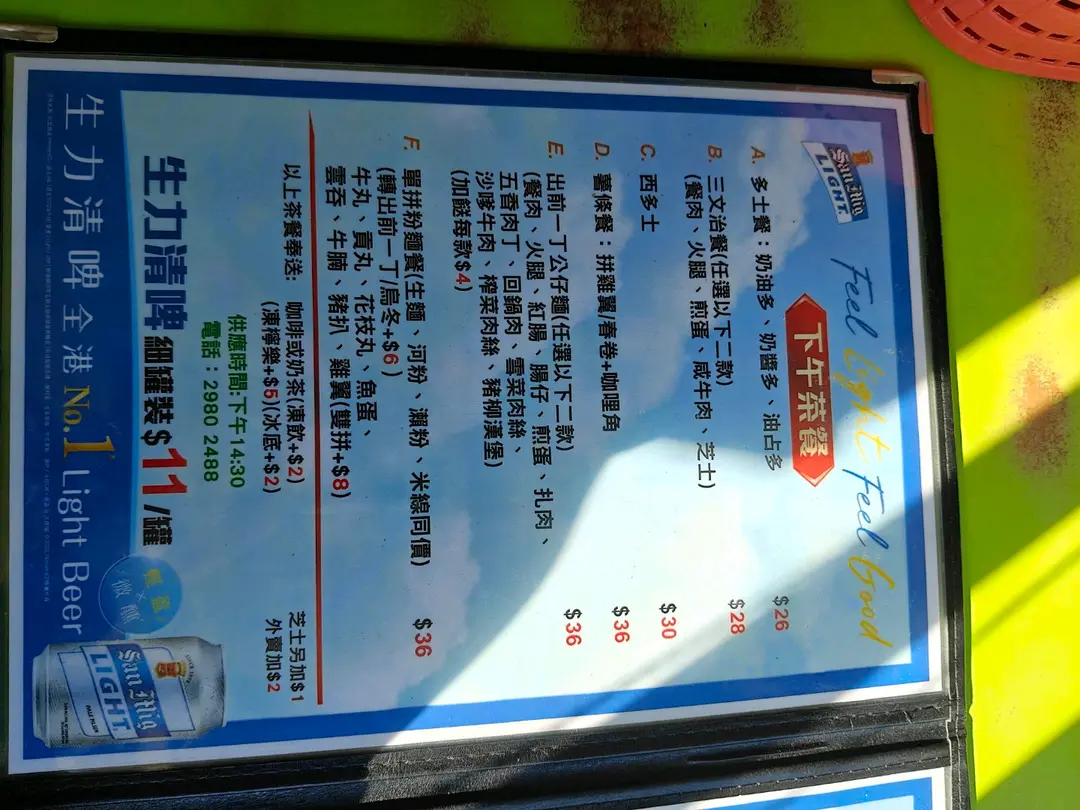 San Mig
LIGHT
Feel Light Feel Good
下午茶餐
A. 多士餐：奶油多、奶醬多、油占多 $26
B. 三文治餐(任選以下二款) $28
(餐肉、火腿、煎蛋、咸牛肉、芝士)
C. 西多士 $30
D. 薯條餐：拼雞翼/春卷+咖哩角 $36
E. 出前一丁公仔麵(任選以下二款) $36
(餐肉、火腿、紅腸、腸仔、煎蛋、扎肉、
五香肉丁、回鍋肉、雪菜肉絲、
沙嗲牛肉、榨菜肉絲、豬柳漢堡)
(加餸每款$4)
F. 單拼粉麵餐(生麵、河粉、瀨粉、米線同價) $36
(轉出前一丁/烏冬+$6)
牛丸、貢丸、花枝丸、魚蛋、
雲吞、牛腩、豬扒、雞翼(雙拼+$8)
以上茶餐奉送: 咖啡或奶茶(凍飲+$2) 芝士另加$1
(凍檸樂+$5)(冰底+$2) 外賣加$2
供應時間:下午14:30
電話：2980 2488
生力清啤 細罐裝$11/罐
微醺
生力清啤全港No.1 Light Beer
San Mig
LIGHT
PALE PILSEN